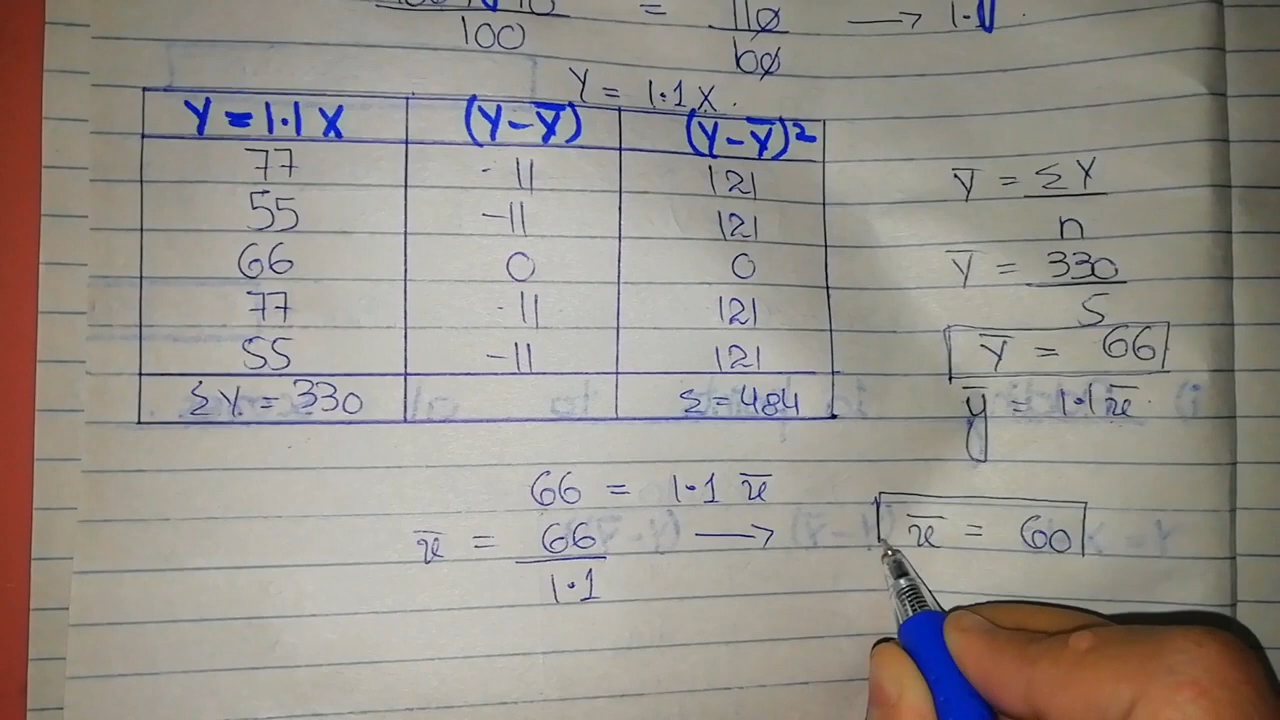 100 = 110/60 → 1.1
Y = 1.1 X.
Y = 1.1 X (Y-Y̅) (Y-Y̅)²
77 -11 121
55 -11 121
66 0 0
77 -11 121
55 -11 121
ΣY = 330 Σ=484
Y̅ = ΣY/n
Y̅ = 330/5
Y̅ = 66
y̅ = 1.1x̅.
66 = 1.1 x̅
x̅ = 66/1.1 → x̅ = 60